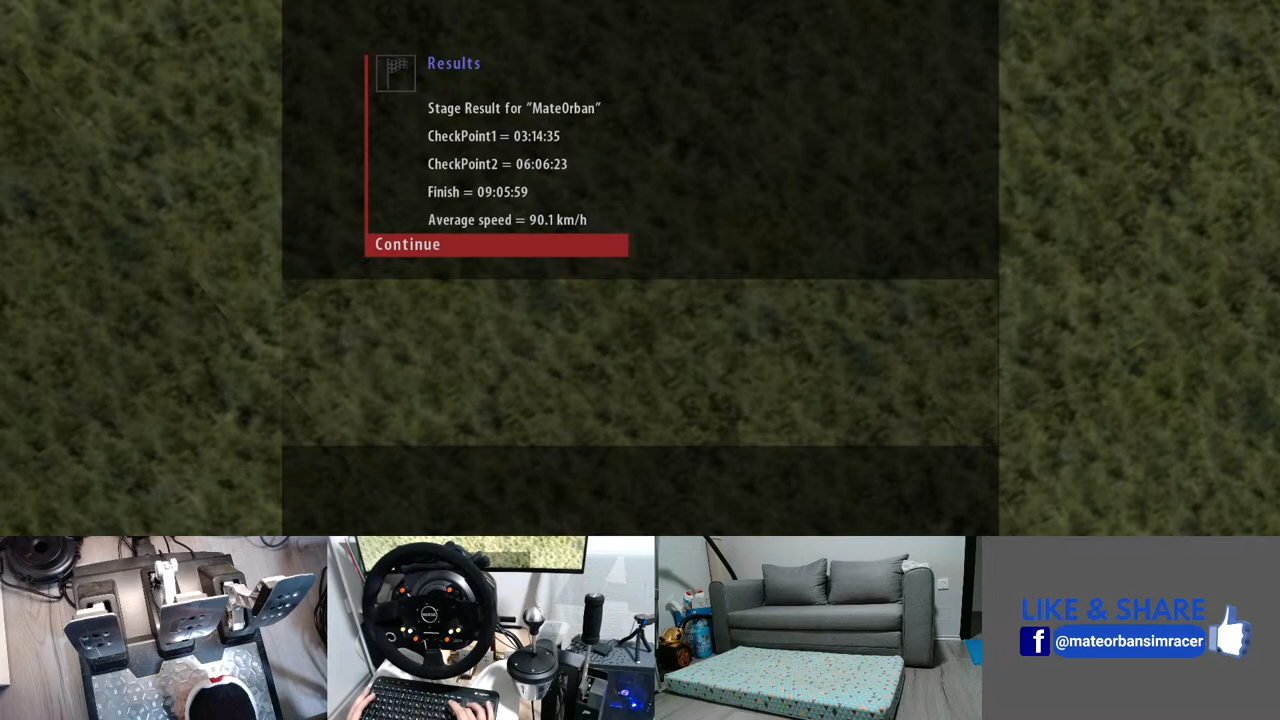 Results
Stage Result for "MateOrban"
CheckPoint1 = 03:14:35
CheckPoint2 = 06:06:23
Finish = 09:05:59
Average speed = 90.1 km/h
Continue
LIKE & SHARE
f @mateorbansimracer